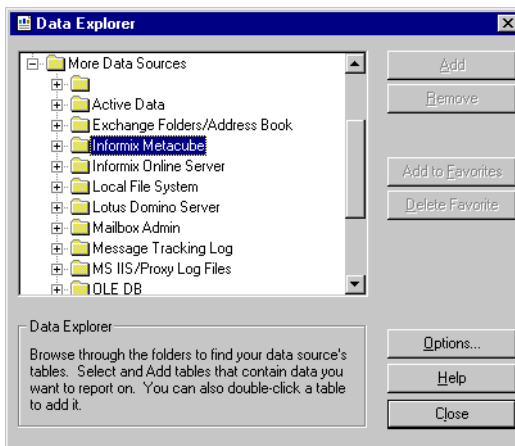 Data Explorer
More Data Sources
Active Data
Exchange Folders/Address Book
Informix Metacube
Informix Online Server
Local File System
Lotus Domino Server
Mailbox Admin
Message Tracking Log
MS IIS/Proxy Log Files
OLE DB
Add
Remove
Add to Favorites
Delete Favorite
Data Explorer
Browse through the folders to find your data source's
tables. Select and Add tables that contain data you
want to report on. You can also double-click a table
to add it.
Options...
Help
Close